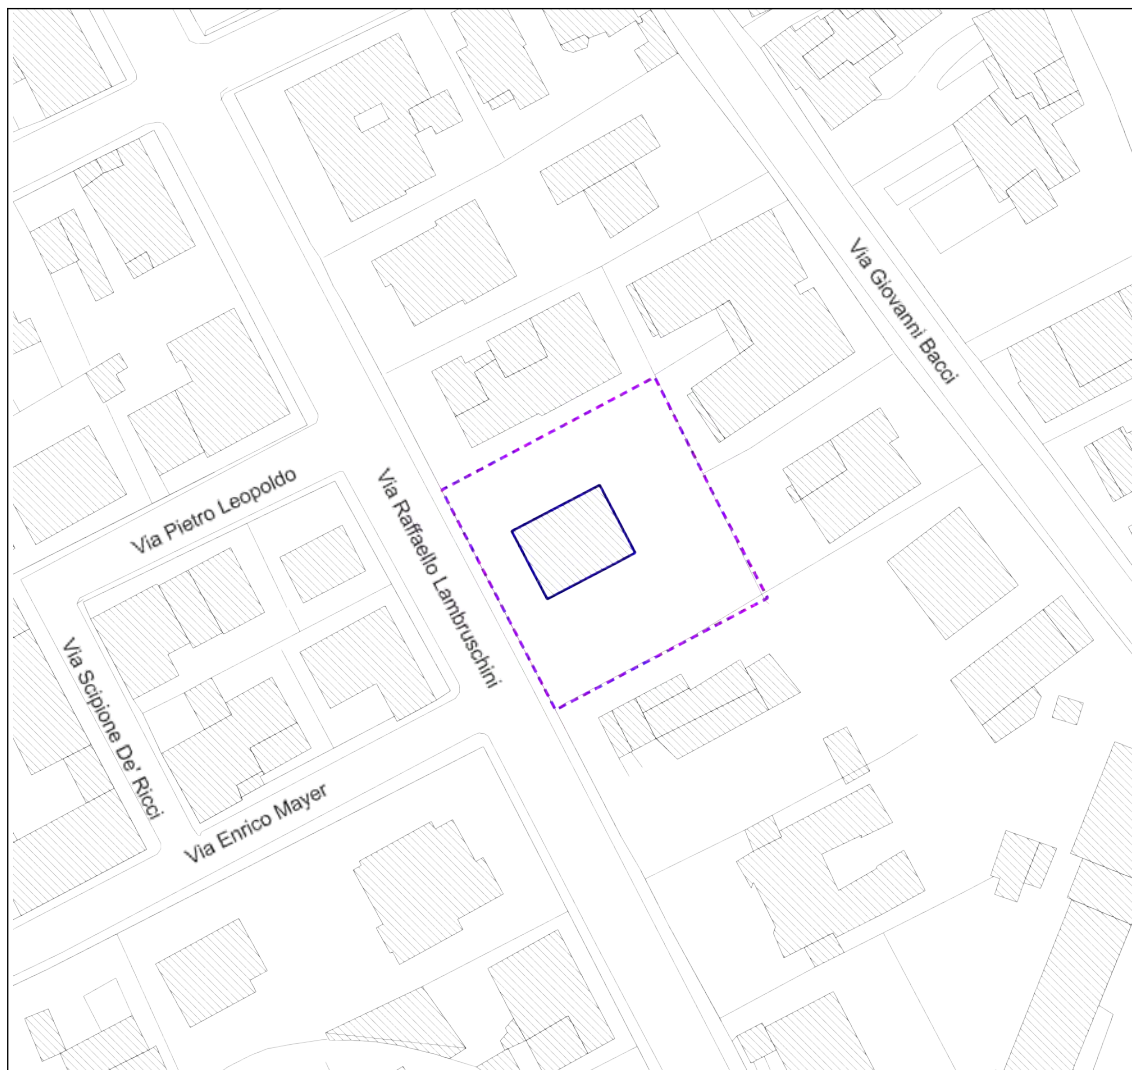 Via Giovanni Bacci
Via Pietro Leopoldo
Via Raffaello Lambruschini
Via Scipione De' Ricci
Via Enrico Mayer